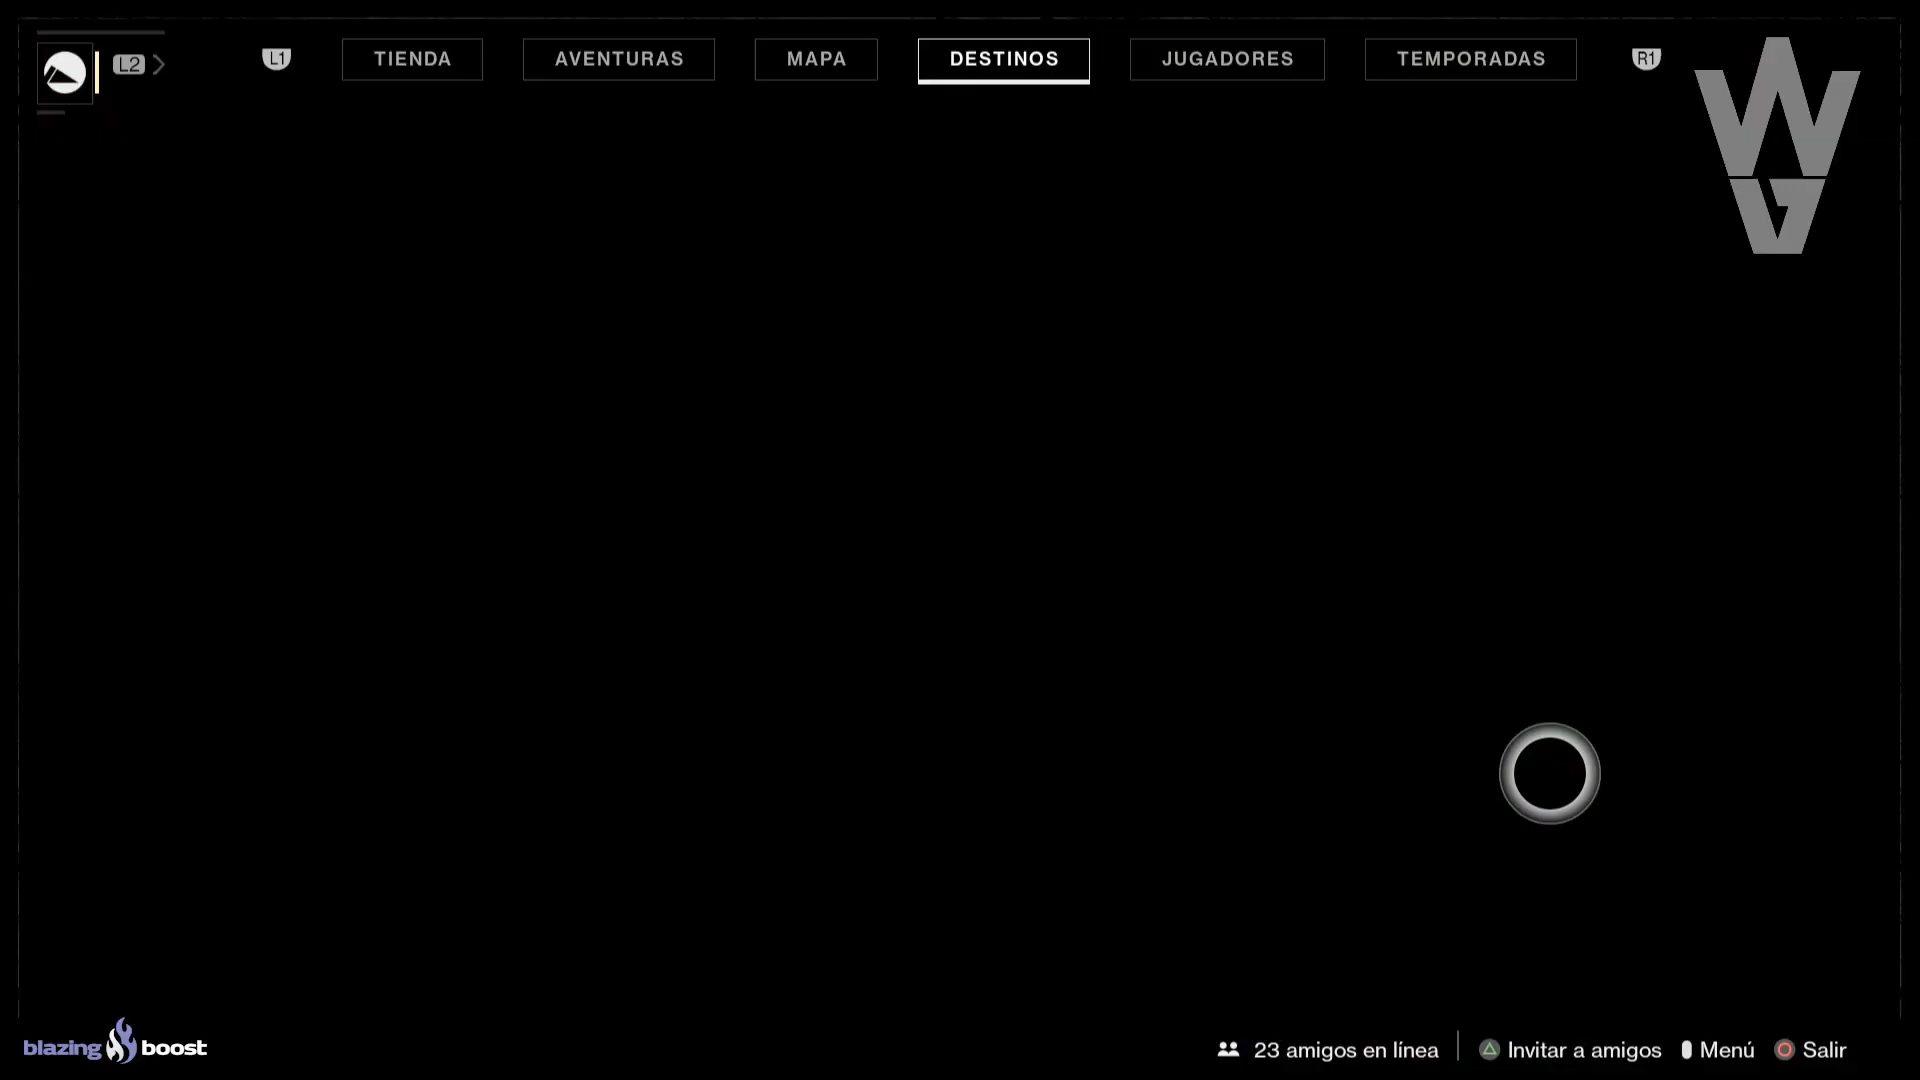 L2
L1
TIENDA
AVENTURAS
MAPA
DESTINOS
JUGADORES
TEMPORADAS
R1
WG
blazing boost
23 amigos en línea
Invitar a amigos
Menú
Salir